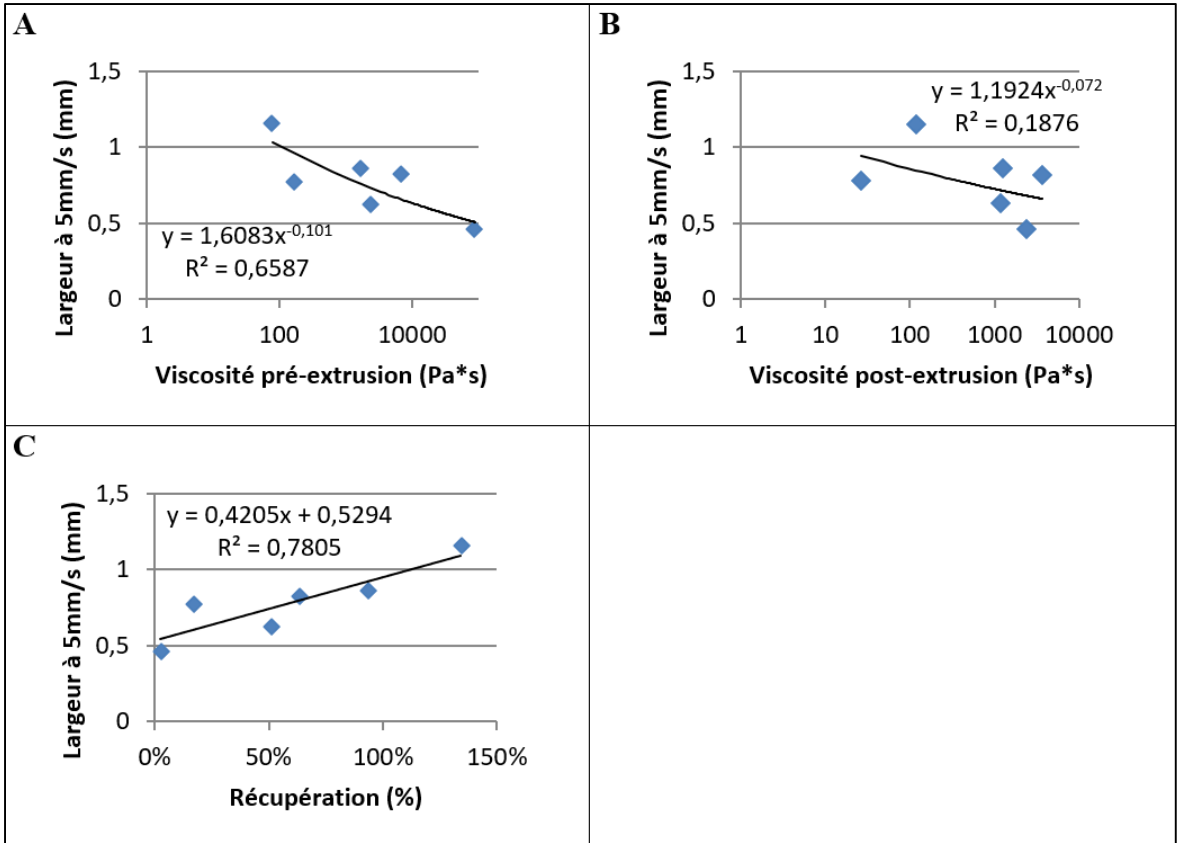 A
1,5
1
0,5
0
Largeur à 5mm/s (mm)
y = 1,6083x^-0,101
R² = 0,6587
1 100 10000
Viscosité pré-extrusion (Pa*s)
B
1,5
1
0,5
0
Largeur à 5mm/s (mm)
y = 1,1924x^-0,072
R² = 0,1876
1 10 100 1000 10000
Viscosité post-extrusion (Pa*s)
C
1,5
1
0,5
0
Largeur à 5mm/s (mm)
y = 0,4205x + 0,5294
R² = 0,7805
0% 50% 100% 150%
Récupération (%)